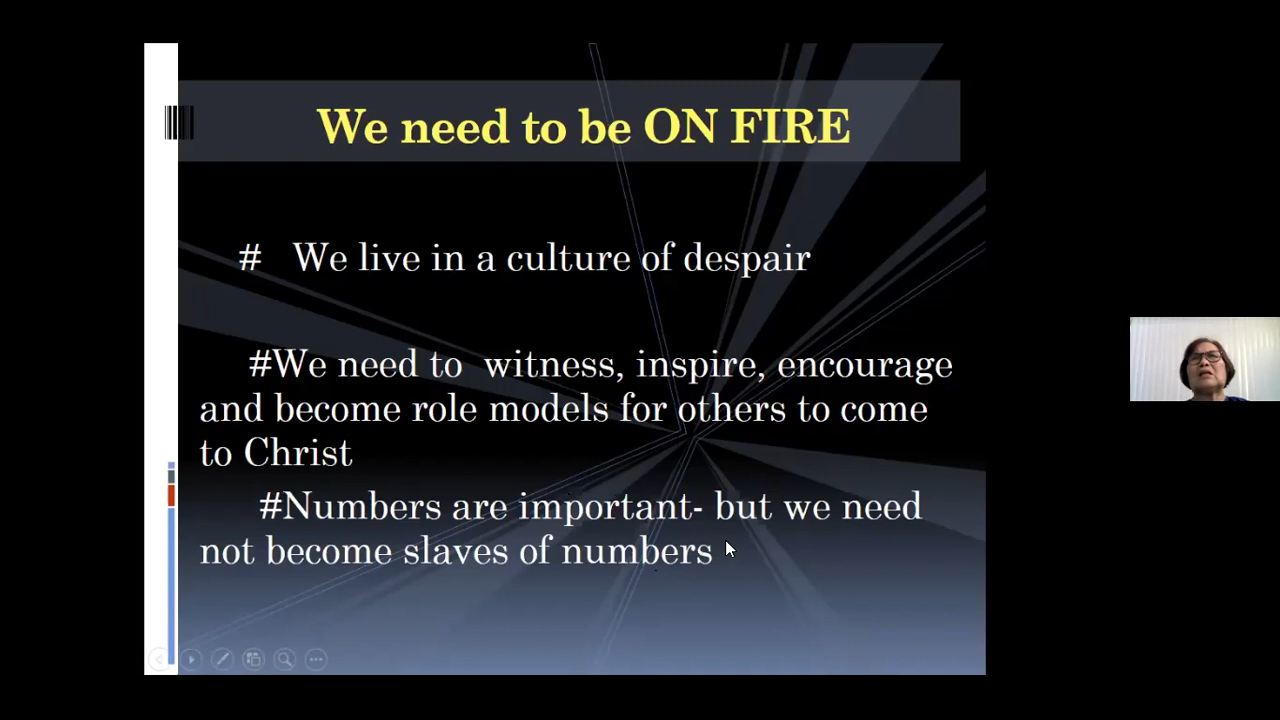 We need to be ON FIRE
# We live in a culture of despair
#We need to witness, inspire, encourage
and become role models for others to come
to Christ
#Numbers are important- but we need
not become slaves of numbers